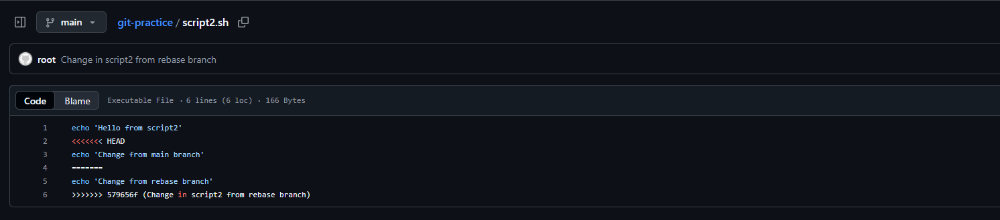 main
git-practice / script2.sh
root Change in script2 from rebase branch
Code Blame Executable File · 6 lines (6 loc) · 166 Bytes
1 echo 'Hello from script2'
2 <<<<<<< HEAD
3 echo 'Change from main branch'
4 =======
5 echo 'Change from rebase branch'
6 >>>>>>> 579656f (Change in script2 from rebase branch)